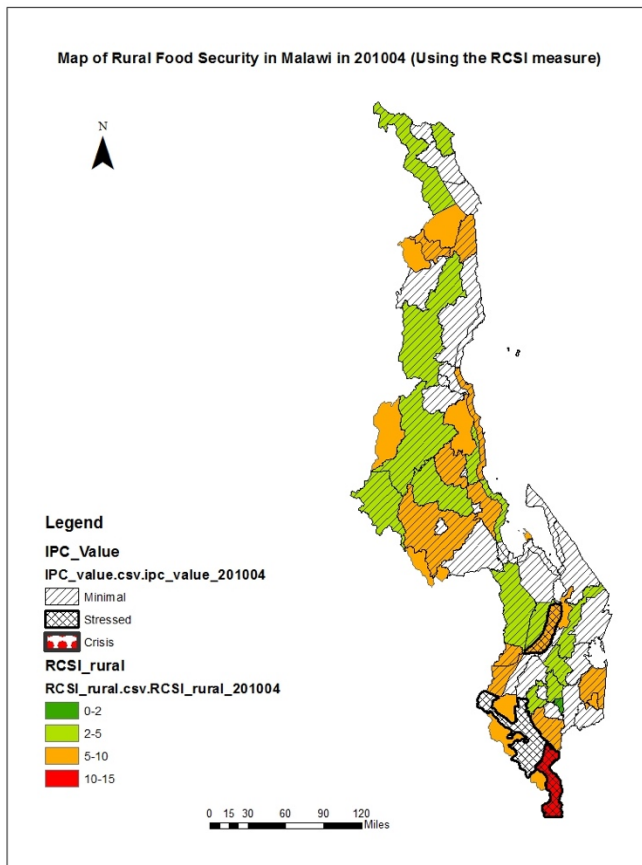 Map of Rural Food Security in Malawi in 201004 (Using the RCSI measure)
N
Legend
IPC_Value
IPC_value.csv.ipc_value_201004
Minimal
Stressed
Crisis
RCSI_rural
RCSI_rural.csv.RCSI_rural_201004
0-2
2-5
5-10
10-15
0 15 30 60 90 120
Miles